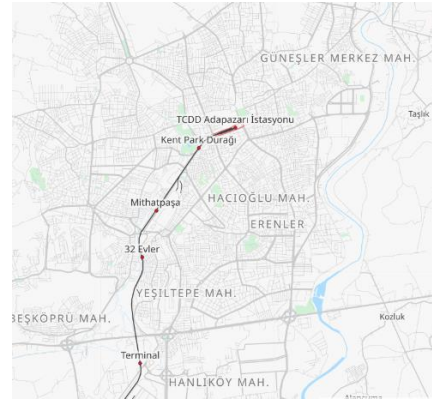 GÜNEŞLER MERKEZ MAH.
Taşlık
TCDD Adapazarı İstasyonu
Kent Park Durağı
Mithatpaşa
HACIOĞLU MAH.
ERENLER
32 Evler
YEŞİLTEPE MAH.
BEŞKÖPRÜ MAH.
Kozluk
Terminal
HANLIKÖY MAH.